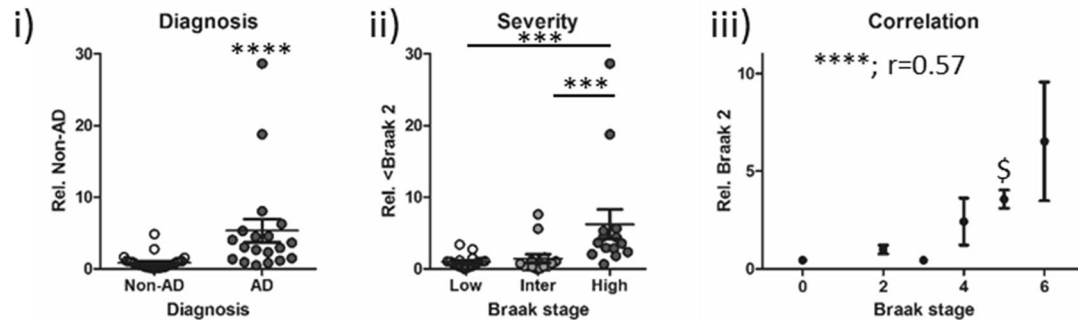 i)
Diagnosis
****
30
20
10
0
Rel. Non-AD
Non-AD AD
Diagnosis
ii)
Severity
***
***
30
20
10
0
Rel. <Braak 2
Low Inter High
Braak stage
iii)
Correlation
****; r=0.57
10
5
0
Rel. Braak 2
$
0 2 4 6
Braak stage